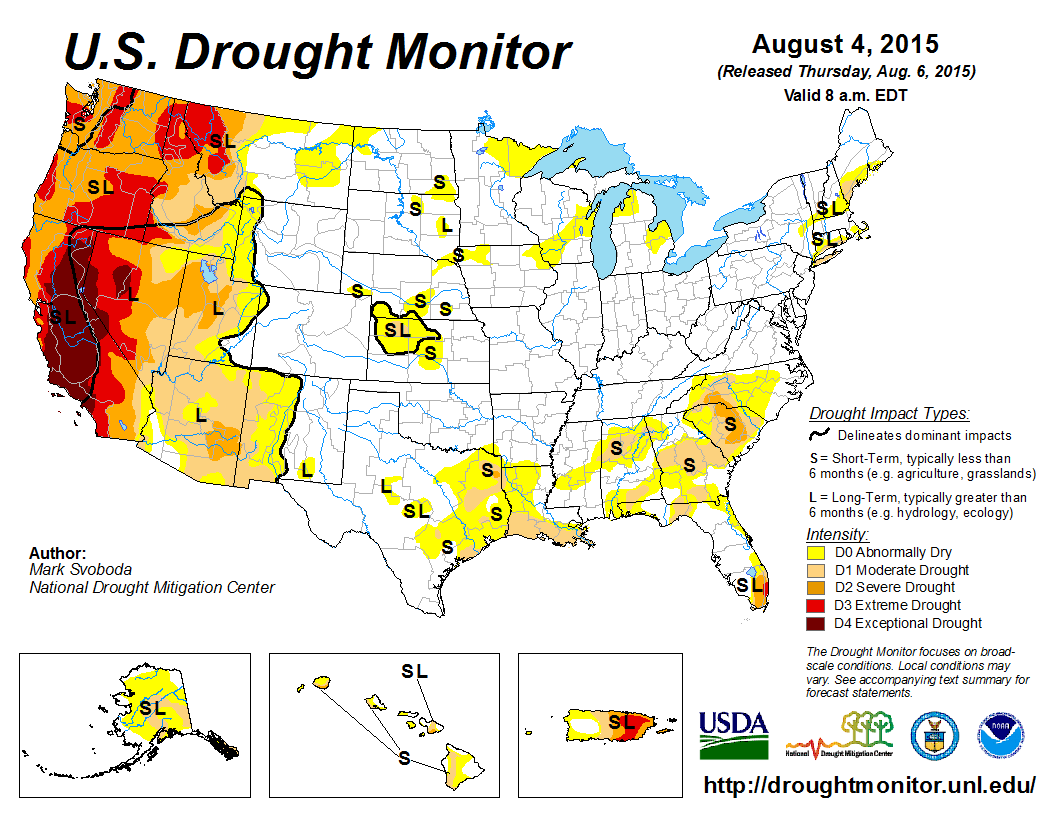 U.S. Drought Monitor
August 4, 2015
(Released Thursday, Aug. 6, 2015)
Valid 8 a.m. EDT
S
SL
SL
S
S
L
S
SL
SL
L
L
SL
S
S
S
SL
S
L
L
L
SL
S
S
S
S
S
S
SL
Drought Impact Types:
Delineates dominant impacts
S = Short-Term, typically less than
6 months (e.g. agriculture, grasslands)
L = Long-Term, typically greater than
6 months (e.g. hydrology, ecology)
Intensity:
D0 Abnormally Dry
D1 Moderate Drought
D2 Severe Drought
D3 Extreme Drought
D4 Exceptional Drought
Author:
Mark Svoboda
National Drought Mitigation Center
The Drought Monitor focuses on broad-
scale conditions. Local conditions may
vary. See accompanying text summary for
forecast statements.
SL
SL
S
SL
USDA
National Drought Mitigation Center
NOAA
http://droughtmonitor.unl.edu/